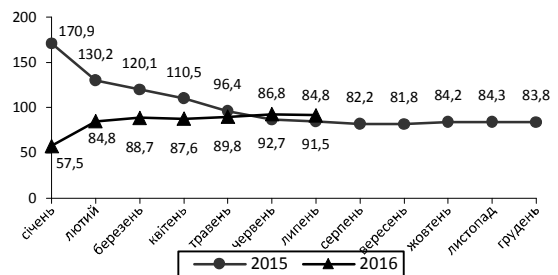 200
150
100
50
0
170,9
130,2
120,1
110,5
96,4
86,8
84,8
82,2
81,8
84,2
84,3
83,8
57,5
84,8
88,7
87,6
89,8
92,7
91,5
січень
лютий
березень
квітень
травень
червень
липень
серпень
вересень
жовтень
листопад
грудень
2015
2016